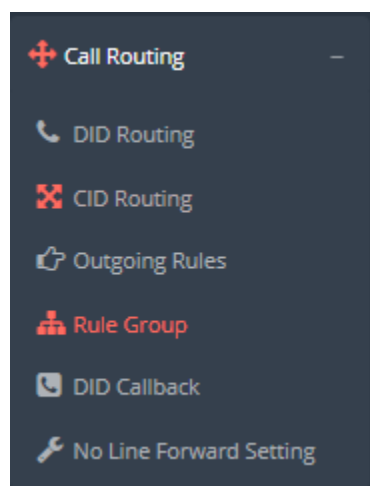 Call Routing
DID Routing
CID Routing
Outgoing Rules
Rule Group
DID Callback
No Line Forward Setting